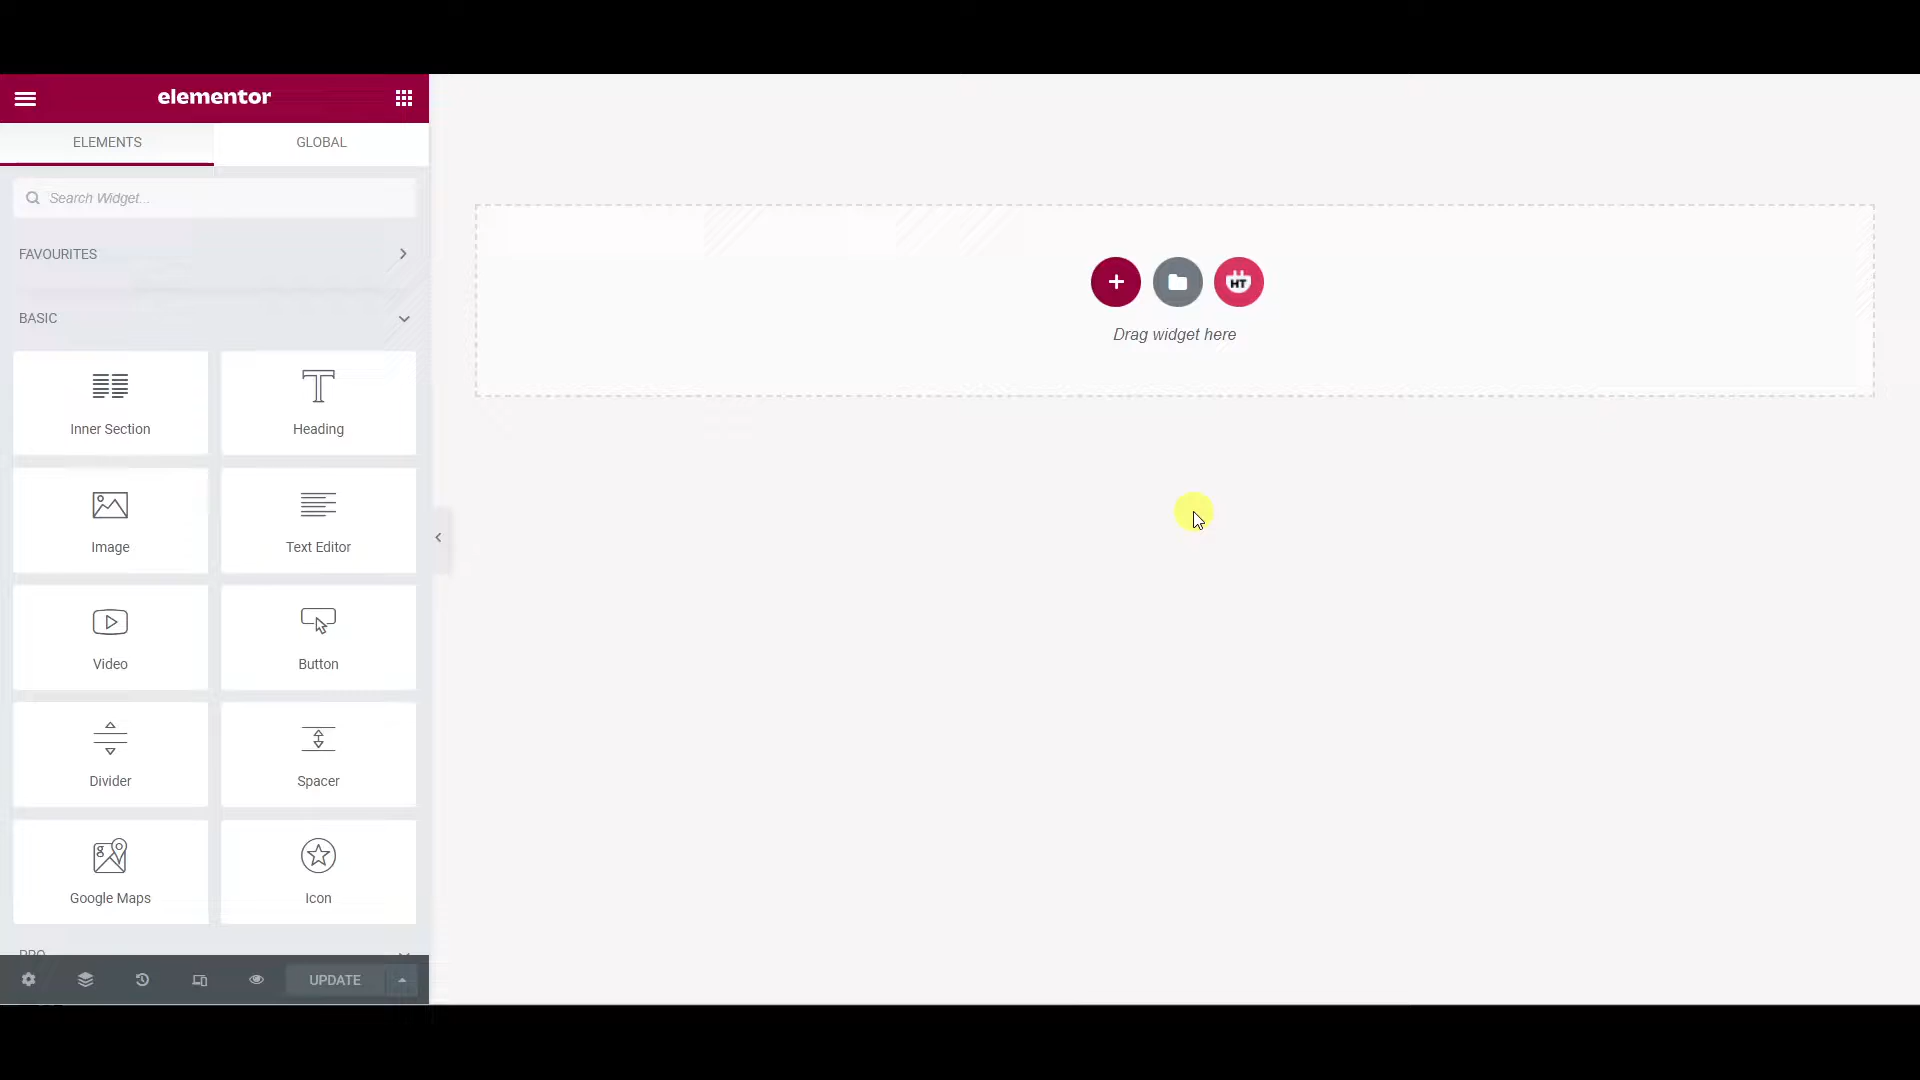 elementor
ELEMENTS
GLOBAL
Search Widget...
FAVOURITES
BASIC
HT
Drag widget here
Inner Section
Heading
Image
Text Editor
Video
Button
Divider
Spacer
Google Maps
Icon
PRO
UPDATE